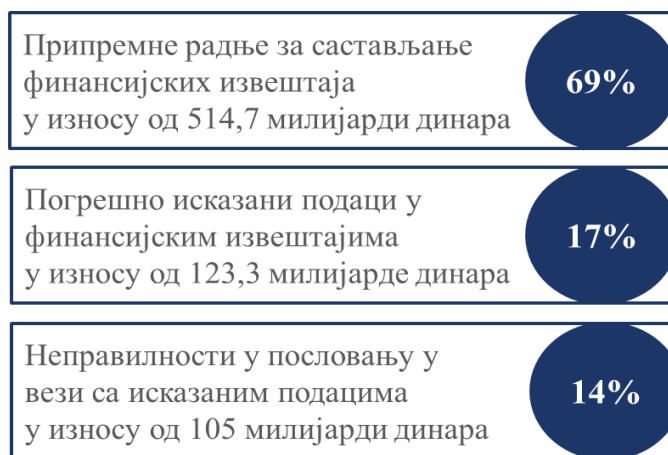 Припремне радње за састављање
финансијских извештаја
у износу од 514,7 милијарди динара
69%
Погрешно исказани подаци у
финансијским извештајима
у износу од 123,3 милијарде динара
17%
Неправилности у пословању у
вези са исказаним подацима
у износу од 105 милијарди динара
14%